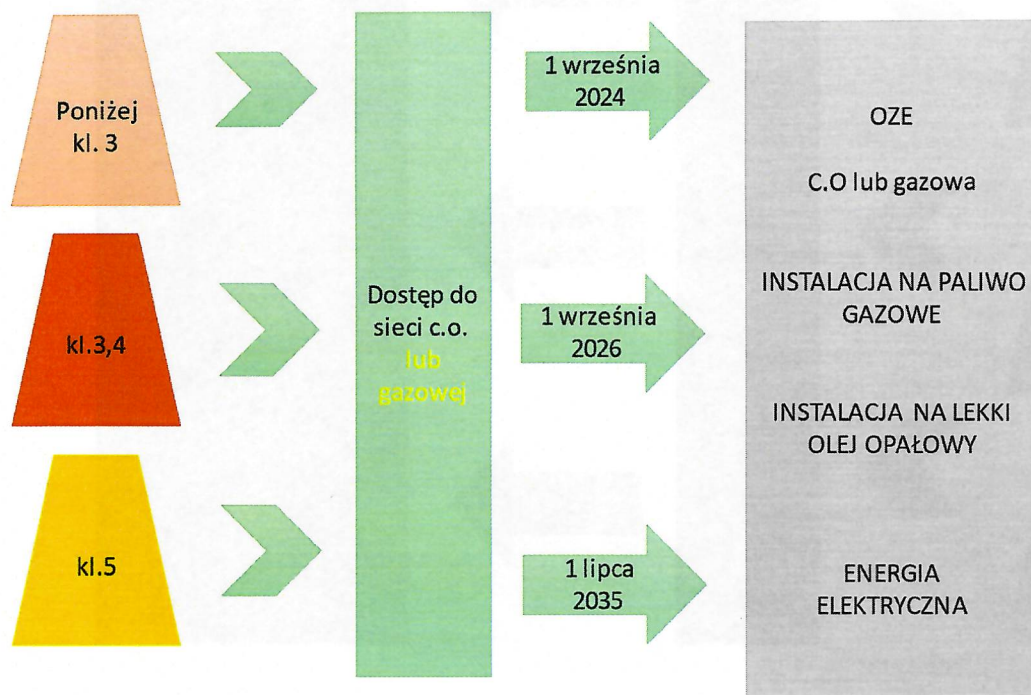 Poniżej
kl. 3
kl.3,4
kl.5
Dostęp do
sieci c.o.
lub
gazowej
1 września
2024
1 września
2026
1 lipca
2035
OZE
C.O lub gazowa
INSTALACJA NA PALIWO
GAZOWE
INSTALACJA NA LEKKI
OLEJ OPAŁOWY
ENERGIA
ELEKTRYCZNA